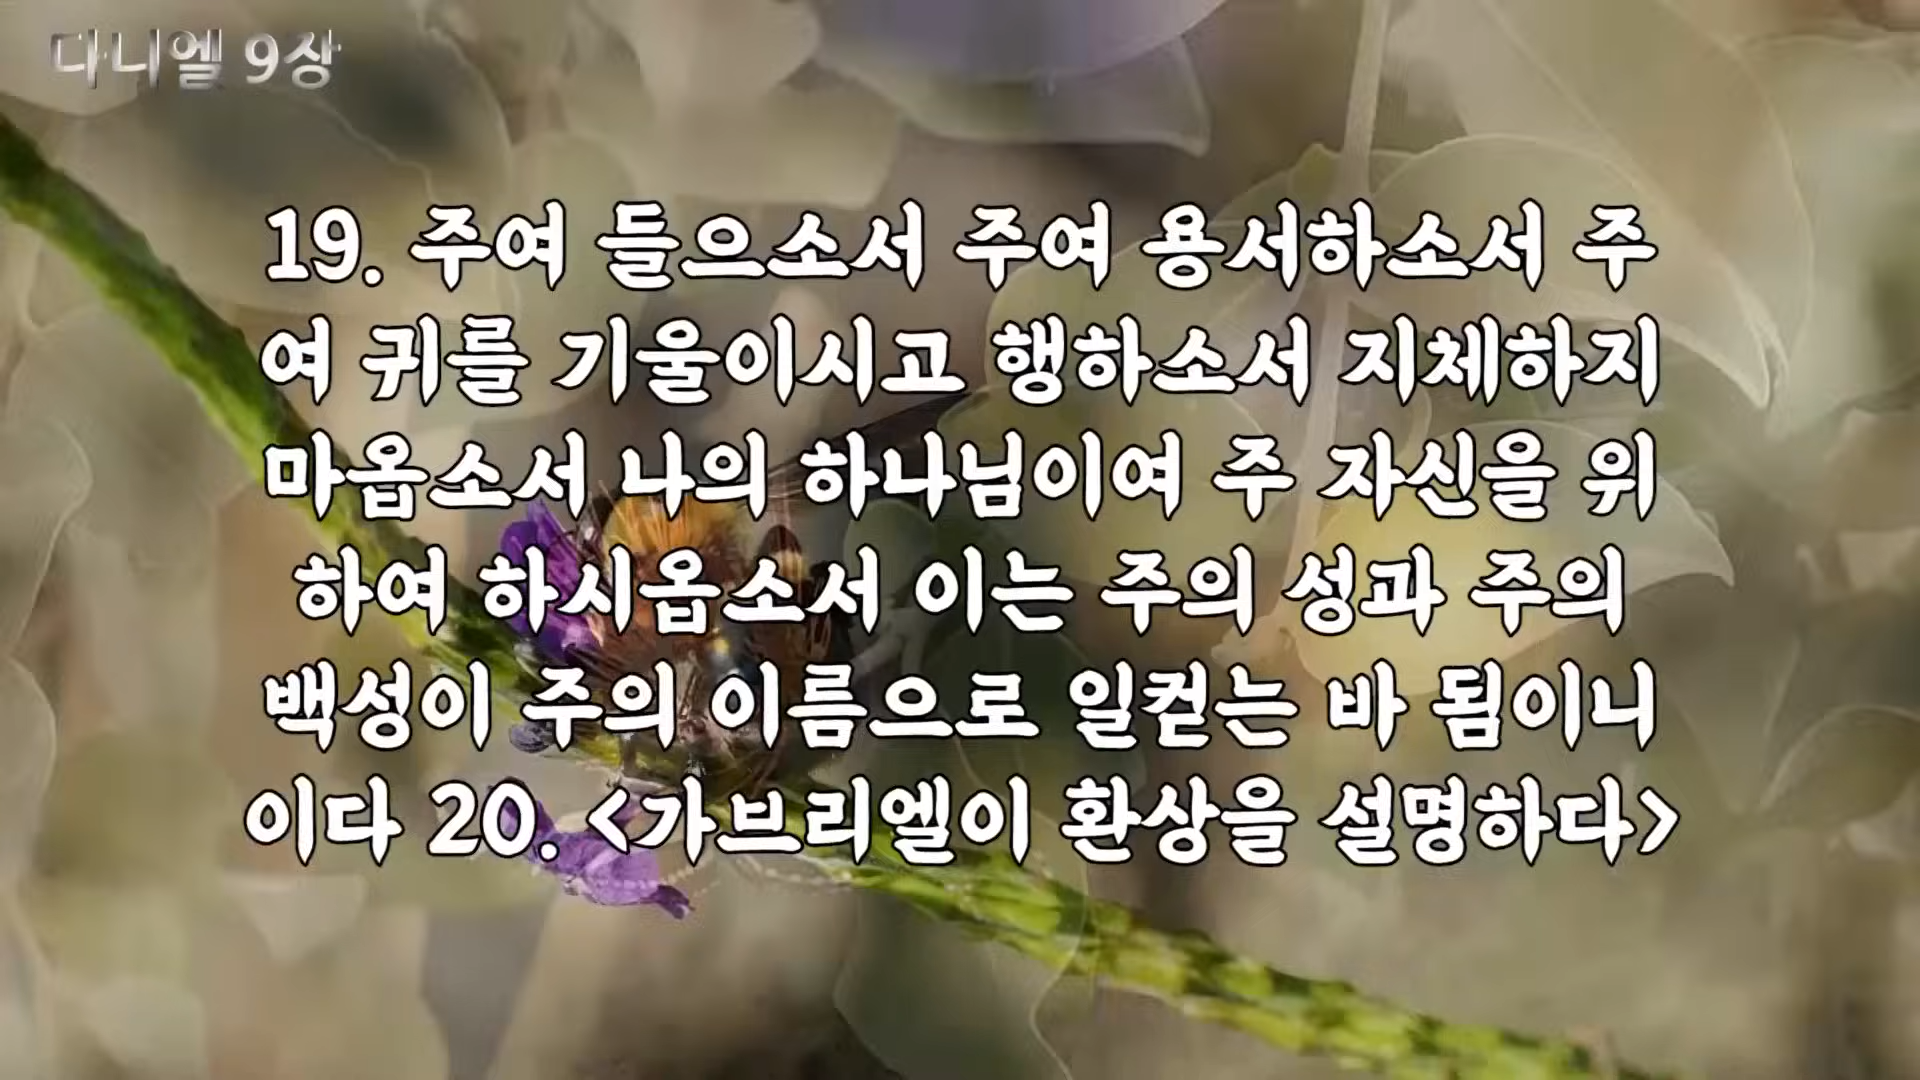 다니엘 9장
19. 주여 들으소서 주여 용서하소서 주
여 귀를 기울이시고 행하소서 지체하지
마옵소서 나의 하나님이여 주 자신을 위
하여 하시옵소서 이는 주의 성과 주의
백성이 주의 이름으로 일컫는 바 됨이니
이다 20. <가브리엘이 환상을 설명하다>